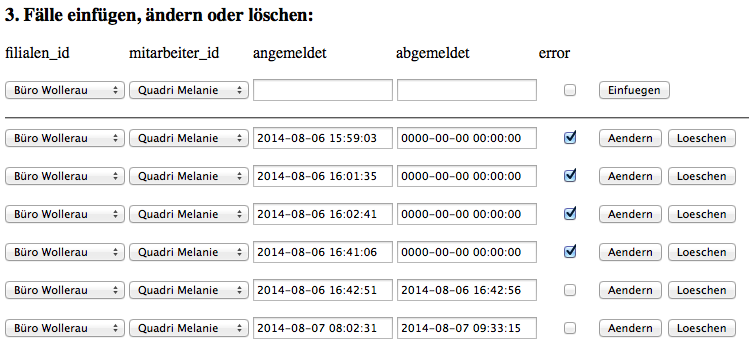 3. Fälle einfügen, ändern oder löschen:
filialen_id mitarbeiter_id angemeldet abgemeldet error
Büro Wollerau Quadri Melanie Einfuegen
Büro Wollerau Quadri Melanie 2014-08-06 15:59:03 0000-00-00 00:00:00 Aendern Loeschen
Büro Wollerau Quadri Melanie 2014-08-06 16:01:35 0000-00-00 00:00:00 Aendern Loeschen
Büro Wollerau Quadri Melanie 2014-08-06 16:02:41 0000-00-00 00:00:00 Aendern Loeschen
Büro Wollerau Quadri Melanie 2014-08-06 16:41:06 0000-00-00 00:00:00 Aendern Loeschen
Büro Wollerau Quadri Melanie 2014-08-06 16:42:51 2014-08-06 16:42:56 Aendern Loeschen
Büro Wollerau Quadri Melanie 2014-08-07 08:02:31 2014-08-07 09:33:15 Aendern Loeschen